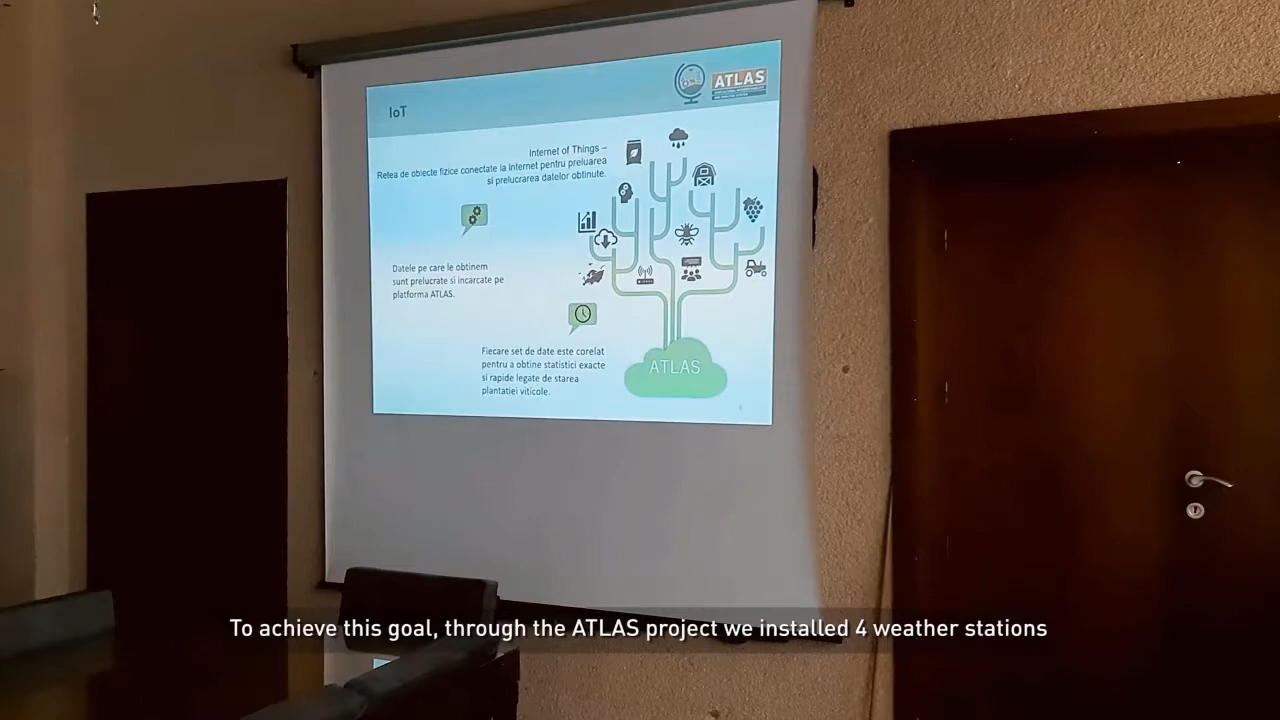 IoT
ATLAS
Internet of Things –
Retea de obiecte fizice conectate la internet pentru preluarea
si prelucrarea datelor obtinute.
Datele pe care le obtinem
sunt prelucrate si incarcate pe
platforma ATLAS.
Fiecare set de date este corelat
pentru a obtine statistici exacte
si rapide legate de starea
plantatiei viticole.
ATLAS
To achieve this goal, through the ATLAS project we installed 4 weather stations